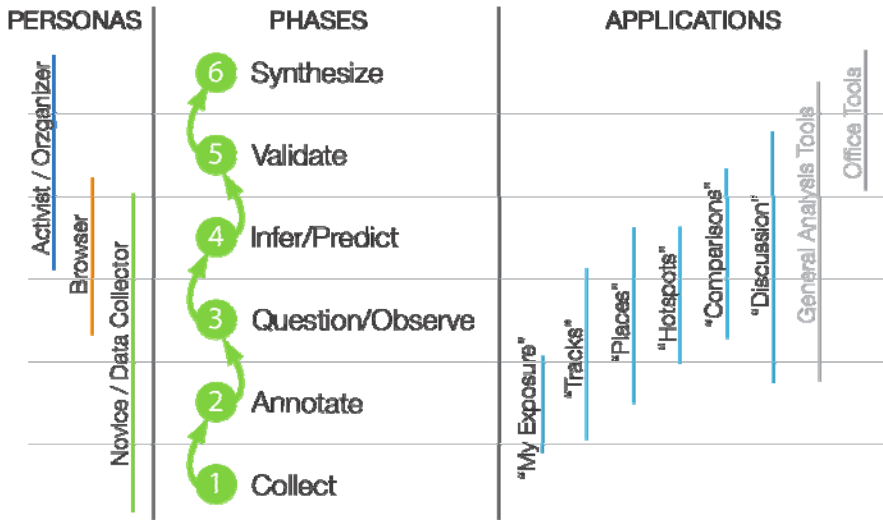 PERSONAS
PHASES
APPLICATIONS
Activist / Orzganizer
Browser
Novice / Data Collector
6 Synthesize
5 Validate
4 Infer/Predict
3 Question/Observe
2 Annotate
1 Collect
“My Exposure”
“Tracks”
“Places”
“Hotspots”
“Comparisons”
“Discussion”
General Analysis Tools
Office Tools